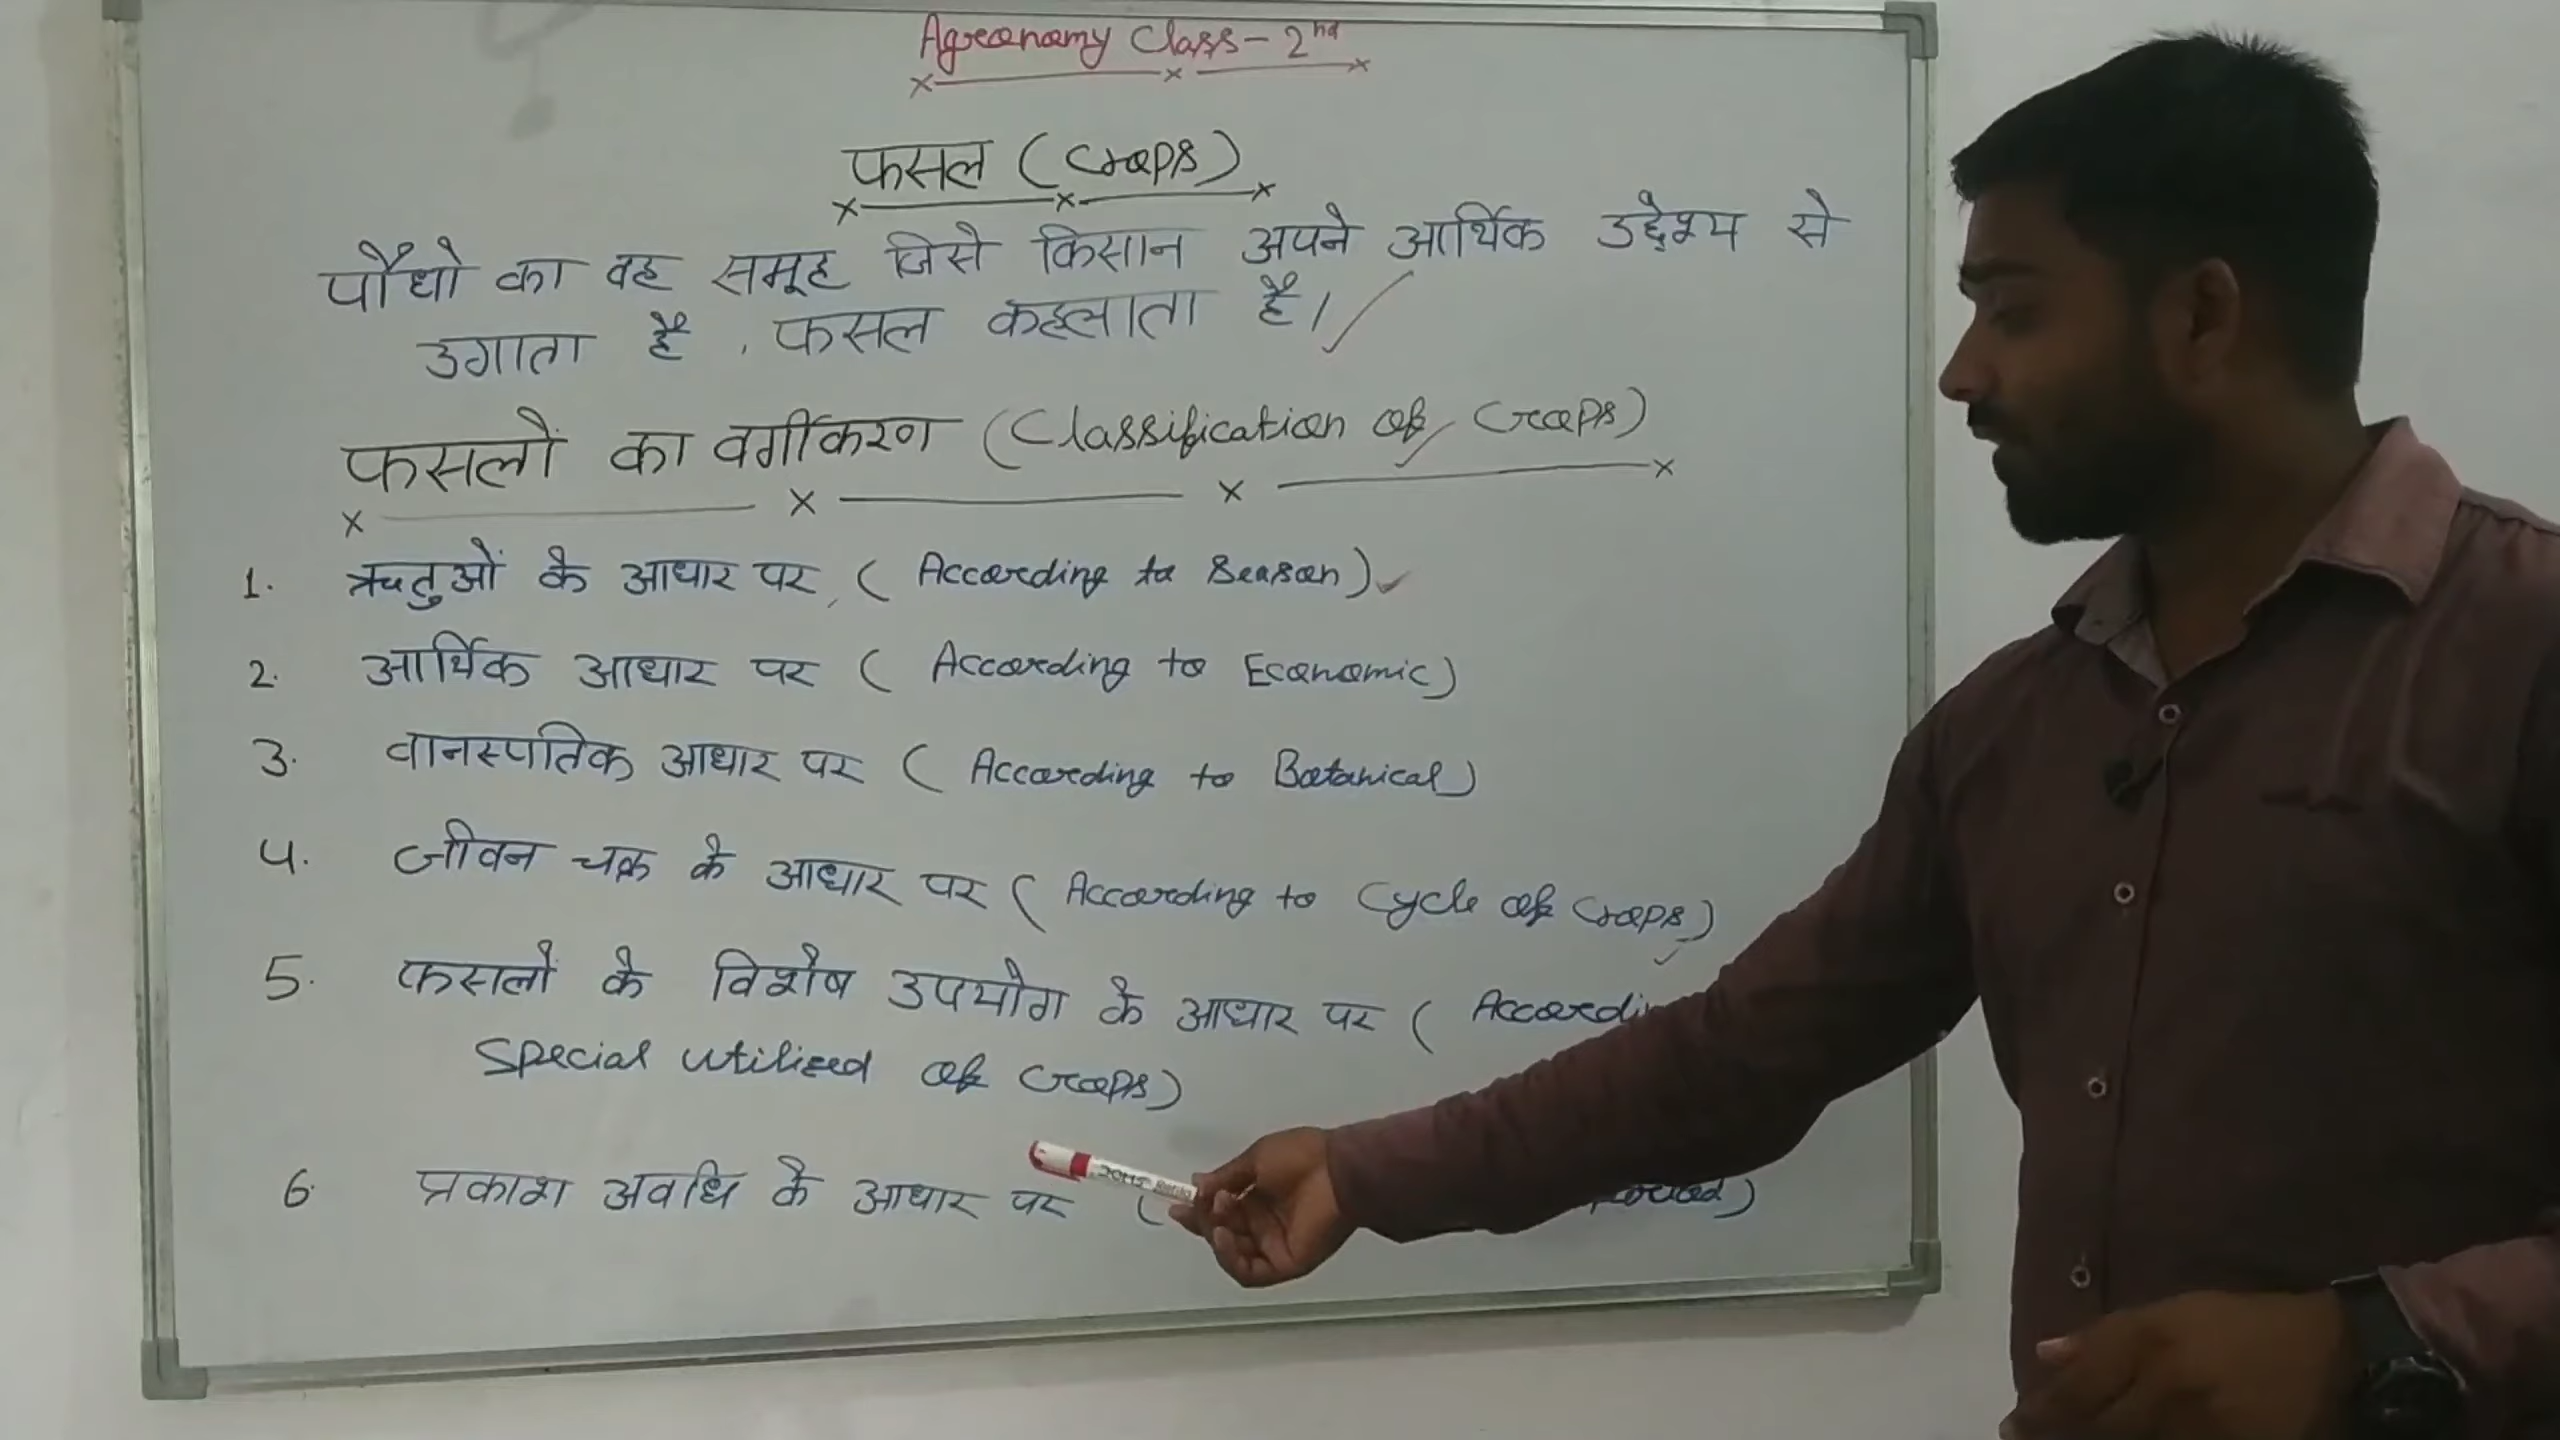 Agronomy Class - 2nd
फसल (Crops)
पौधो का वह समूह जिसे किसान अपने आर्थिक उद्देश्य से
उगाता है , फसल कहलाता है।
फसलों का वर्गीकरण (Classification of Crops)
1. ऋतुओं के आधार पर, ( According to Season)
2. आर्थिक आधार पर ( According to Economic)
3. वानस्पतिक आधार पर ( According to Botanical)
4. जीवन चक्र के आधार पर ( According to Cycle of Crops)
5. फसलों के विशेष उपयोग के आधार पर (
Special utilized of Crops)
6. प्रकाश अवधि के आधार पर (
DOMS